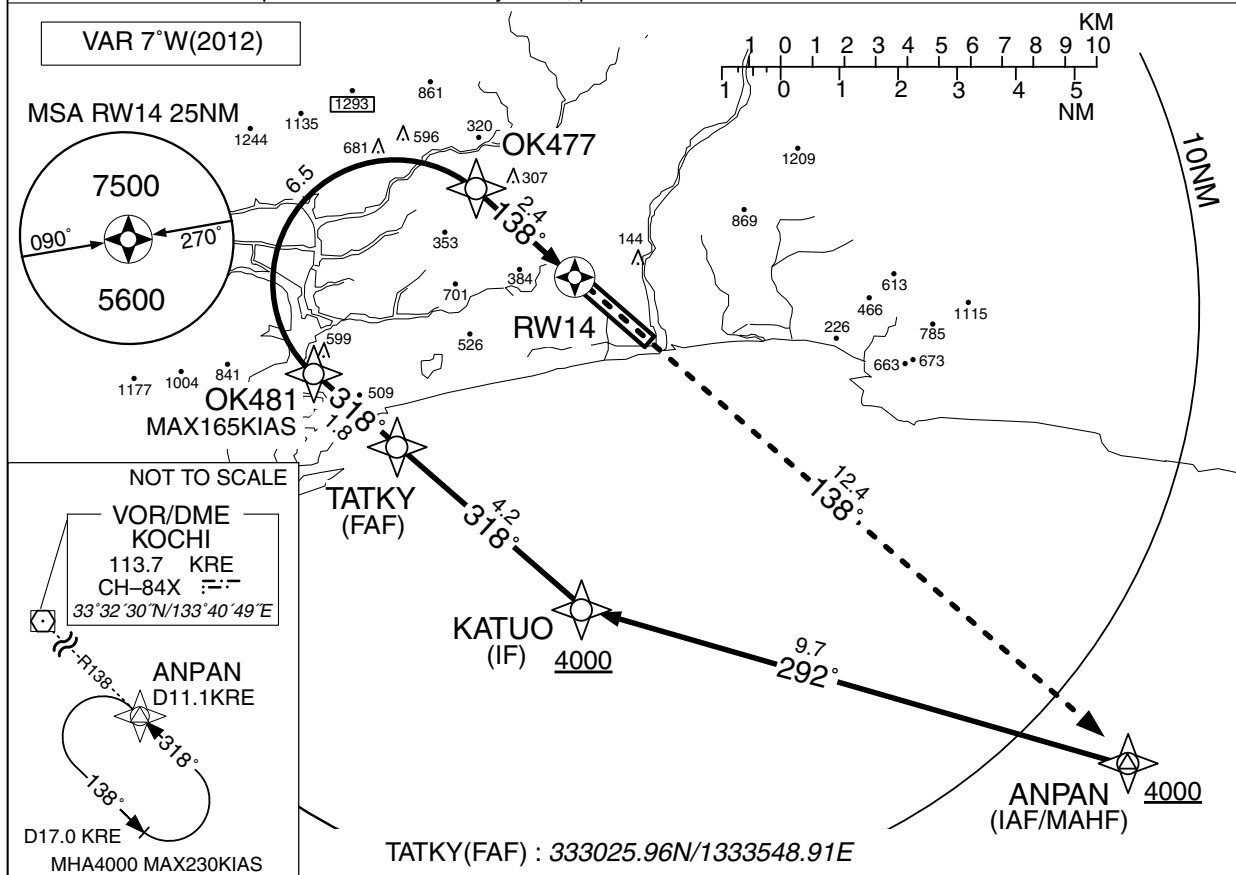 VAR 7°W(2012)
KM
1 0 1 2 3 4 5 6 7 8 9 10
1 0 1 2 3 4 5
NM
MSA RW14 25NM
7500
090°
270°
5600
1244
1135
1293
861
681
596
320
OK477
307
6.5
2.4
138°
353
384
701
526
144
RW14
1209
869
10NM
613
466
1115
226
785
663
673
599
1177
1004
841
509
OK481
MAX165KIAS
318°
1.8
TATKY
(FAF)
4.2
318°
12.4
138°
KATUO
(IF)
4000
9.7
292°
ANPAN
(IAF/MAHF)
4000
NOT TO SCALE
VOR/DME
KOCHI
113.7 KRE
CH–84X
33°32´30˝N/133°40´49˝E
R138
ANPAN
D11.1KRE
318°
138°
D17.0 KRE
MHA4000 MAX230KIAS
TATKY(FAF) : 333025.96N/1333548.91E